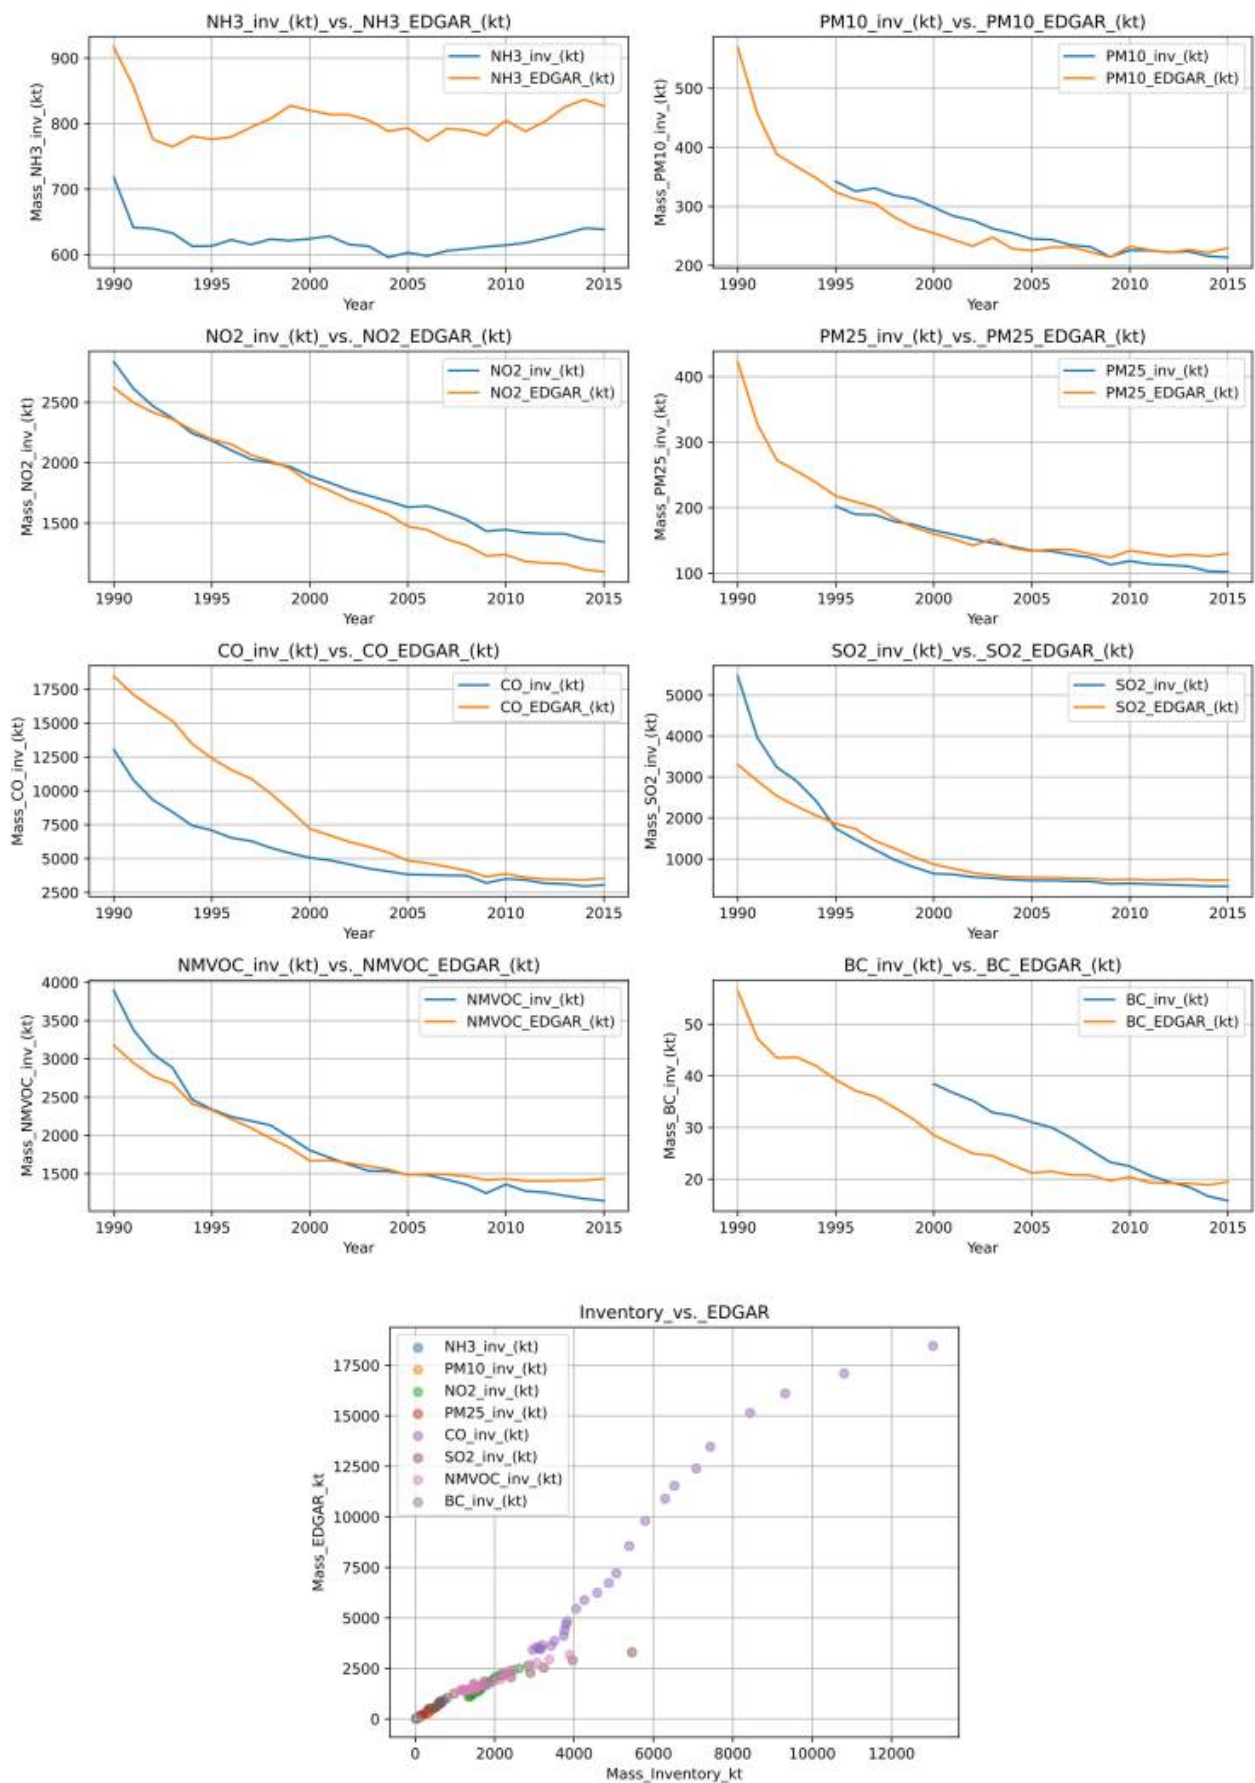 NH3_inv_(kt)_vs._NH3_EDGAR_(kt)
NH3_inv_(kt)
NH3_EDGAR_(kt)
Mass_NH3_inv_(kt)
900
800
700
600
1990 1995 2000 2005 2010 2015
Year
PM10_inv_(kt)_vs._PM10_EDGAR_(kt)
PM10_inv_(kt)
PM10_EDGAR_(kt)
Mass_PM10_inv_(kt)
500
400
300
200
1990 1995 2000 2005 2010 2015
Year
NO2_inv_(kt)_vs._NO2_EDGAR_(kt)
NO2_inv_(kt)
NO2_EDGAR_(kt)
Mass_NO2_inv_(kt)
2500
2000
1500
1990 1995 2000 2005 2010 2015
Year
PM25_inv_(kt)_vs._PM25_EDGAR_(kt)
PM25_inv_(kt)
PM25_EDGAR_(kt)
Mass_PM25_inv_(kt)
400
300
200
100
1990 1995 2000 2005 2010 2015
Year
CO_inv_(kt)_vs._CO_EDGAR_(kt)
CO_inv_(kt)
CO_EDGAR_(kt)
Mass_CO_inv_(kt)
17500
15000
12500
10000
7500
5000
2500
1990 1995 2000 2005 2010 2015
Year
SO2_inv_(kt)_vs._SO2_EDGAR_(kt)
SO2_inv_(kt)
SO2_EDGAR_(kt)
Mass_SO2_inv_(kt)
5000
4000
3000
2000
1000
1990 1995 2000 2005 2010 2015
Year
NMVOC_inv_(kt)_vs._NMVOC_EDGAR_(kt)
NMVOC_inv_(kt)
NMVOC_EDGAR_(kt)
Mass_NMVOC_inv_(kt)
4000
3500
3000
2500
2000
1500
1990 1995 2000 2005 2010 2015
Year
BC_inv_(kt)_vs._BC_EDGAR_(kt)
BC_inv_(kt)
BC_EDGAR_(kt)
Mass_BC_inv_(kt)
50
40
30
20
1990 1995 2000 2005 2010 2015
Year
Inventory_vs._EDGAR
NH3_inv_(kt)
PM10_inv_(kt)
NO2_inv_(kt)
PM25_inv_(kt)
CO_inv_(kt)
SO2_inv_(kt)
NMVOC_inv_(kt)
BC_inv_(kt)
Mass_EDGAR_kt
17500
15000
12500
10000
7500
5000
2500
0
0 2000 4000 6000 8000 10000 12000
Mass_Inventory_kt